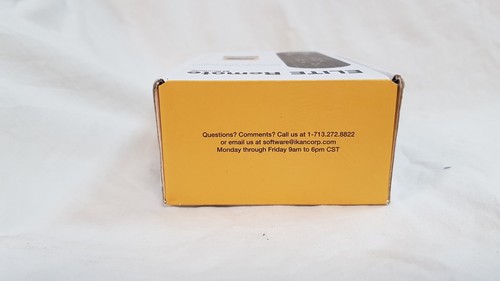 ELITE Remote
Questions? Comments? Call us at 1-713.272.8822
or email us at software@ikancorp.com
Monday through Friday 9am to 6pm CST